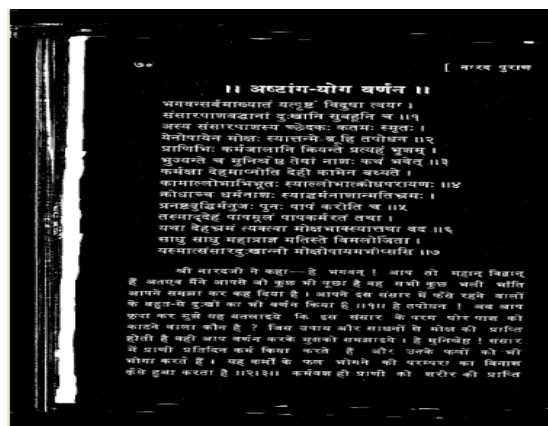 ७० [ नारद पुराण
।। अष्टांग-योग वर्णन ।।
भगवन्सर्वमाख्यातं यत्पृष्टं विदुषा त्वया ।
संसारपाशबद्धानां दुःखानि सुबहूनि च ॥१
अस्य संसारपाशस्य च्छेदकः कतमः स्मृतः ।
येनोपायेन मोक्षः स्यात्तन्मे ब्रूहि तपोधन ॥२
प्राणिभिः कर्मजालानि क्रियन्ते प्रत्यहं भृशम् ।
भुज्यन्ते च मुनिश्रेष्ठ तेषां नाशः कथं भवेत् ॥३
कर्मणा देहमाप्नोति देही कामेन बध्यते ।
कामाल्लोभाभिभूतः स्याल्लोभात्क्रोधपरायणः ॥४
क्रोधाच्च धर्मनाशः स्याद्धर्मनाशान्मतिभ्रमः ।
प्रनष्टबुद्धिर्मनुजः पुनः पापं करोति च ॥५
तस्माद्देहं पापमूलं पापकर्मरतं तथा ।
यथा देहभ्रमं त्यक्त्वा मोक्षभाक्स्यात्तथा वद ॥६
साधु साधु महाप्राज्ञ मतिस्ते विमलोर्जिता ।
यस्मात्संसारदुःखान्नो मोक्षोपायमभीप्ससि ॥७
श्री नारदजी ने कहा—हे भगवन् ! आप तो महान् विद्वान्
हैं अतएव मैंने आपसे जो कुछ भी पूछा है वह सभी कुछ भली भाँति
आपने समझा कर कह दिया है । आपने इस संसार में फँसे रहने वालों
के बहुत-से दुःखों का भी वर्णन किया है ॥१॥ हे तपोधन ! अब आप
कृपा कर मुझे यह बतलाइये कि इस संसार के परम घोर पाश को
काटने वाला कौन है ? जिस उपाय और साधनों से मोक्ष की प्राप्ति
होती है वही आप वर्णन करके मुझको समझाइये । हे मुनिश्रेष्ठ ! संसार
में प्राणी प्रतिदिन कर्म किया करते हैं और उनके फलों को भी
भोगा करते हैं । यह कर्मों के फल भोगने की परम्परा का विनाश
कैसे हुआ करता है ॥२॥३॥ कर्मवश ही प्राणी को शरीर की प्राप्ति